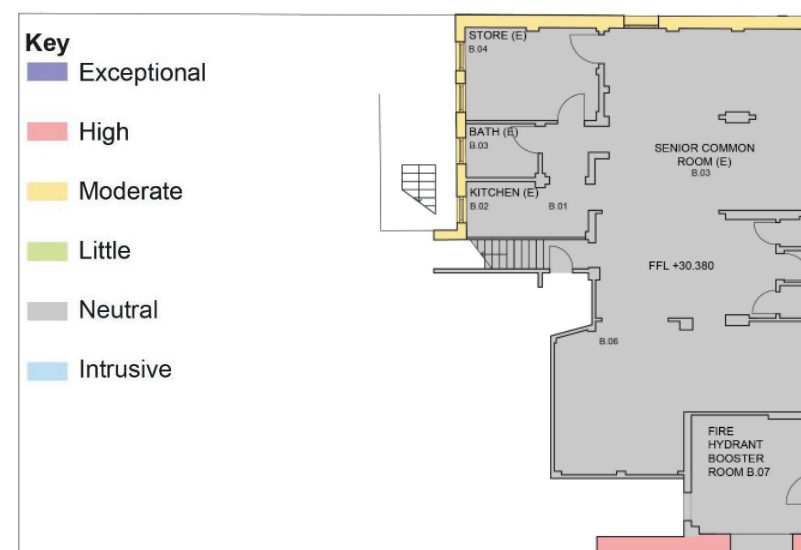 Key
Exceptional
High
Moderate
Little
Neutral
Intrusive
STORE (E)
B.04
BATH (E)
B.03
KITCHEN (E)
B.02
B.01
SENIOR COMMON
ROOM (E)
B.03
FFL +30.380
B.06
FIRE
HYDRANT
BOOSTER
ROOM B.07